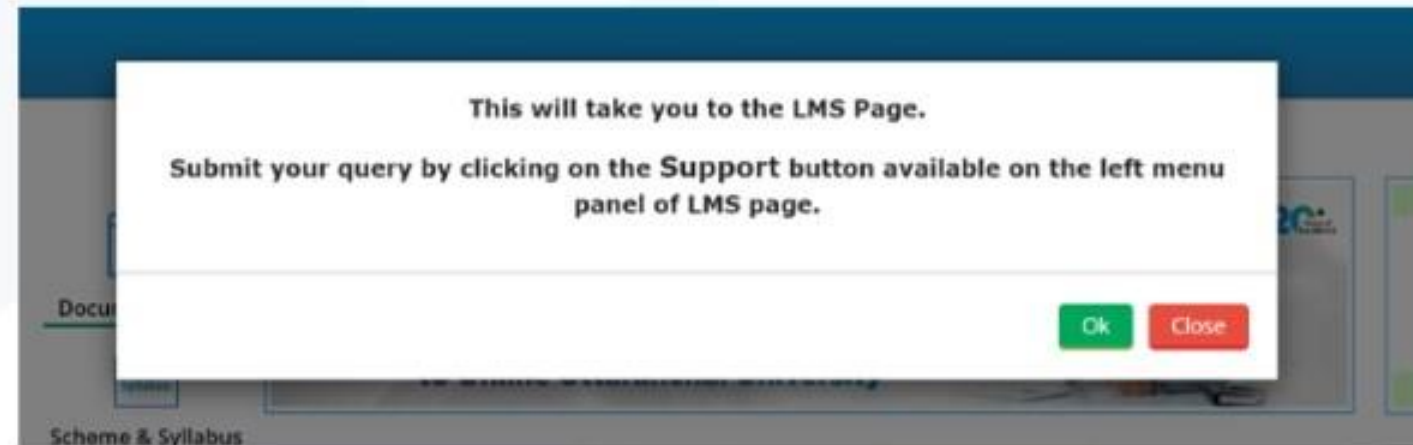 This will take you to the LMS Page.
Submit your query by clicking on the Support button available on the left menu
panel of LMS page.
Ok
Close
Scheme & Syllabus